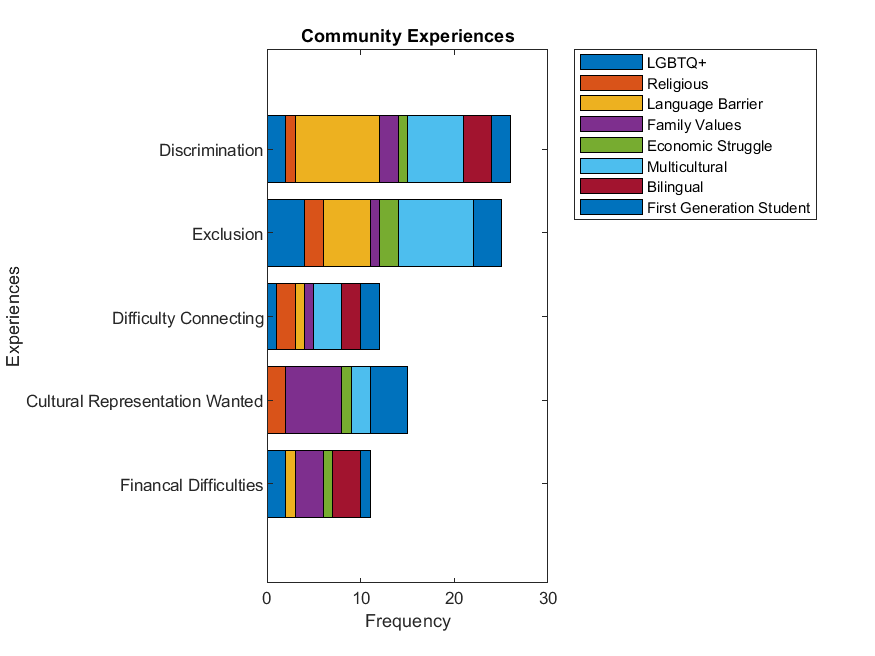 Community Experiences
LGBTQ+
Religious
Language Barrier
Family Values
Economic Struggle
Multicultural
Bilingual
First Generation Student
Experiences
Discrimination
Exclusion
Difficulty Connecting
Cultural Representation Wanted
Financal Difficulties
0 10 20 30
Frequency